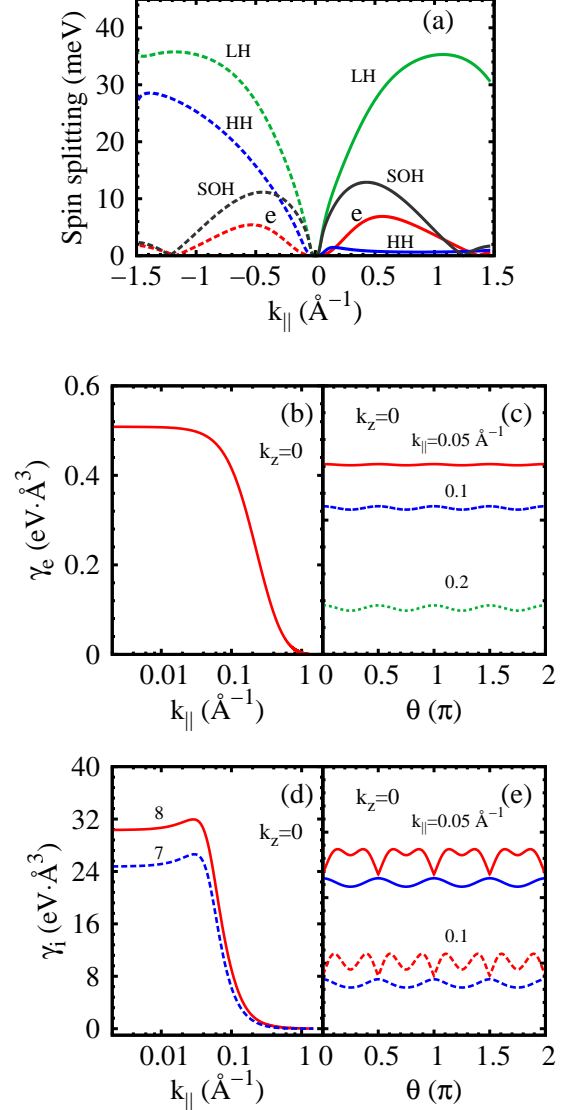 (a)
Spin splitting (meV)
40
30
20
10
0
LH
HH
SOH
e
LH
SOH
e
HH
−1.5 −1 −0.5 0 0.5 1 1.5
k|| (Å−1)
(b)
kz=0
γe (eV·Å3)
0.6
0.4
0.2
0
0.01 0.1 1
k|| (Å−1)
(c)
kz=0
k||=0.05 Å−1
0.1
0.2
0 0.5 1 1.5 2
θ (π)
(d)
kz=0
γi (eV·Å3)
40
32
24
16
8
0
8
7
0.01 0.1 1
k|| (Å−1)
(e)
kz=0
k||=0.05 Å−1
0.1
0 0.5 1 1.5 2
θ (π)